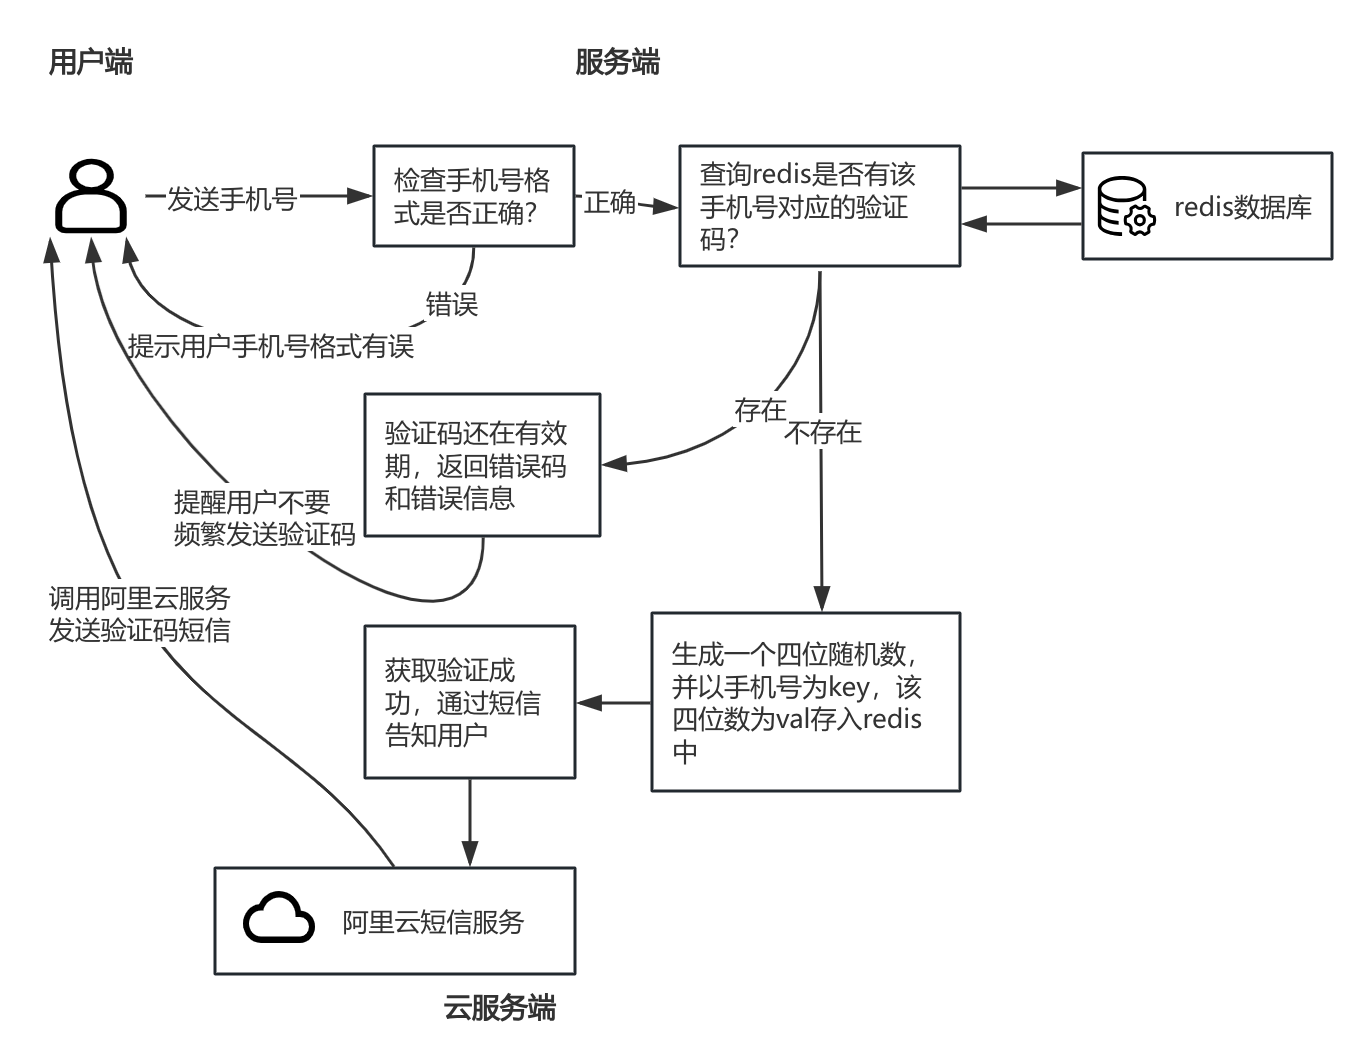 用户端
服务端
发送手机号
检查手机号格
式是否正确？
正确
查询redis是否有该
手机号对应的验证
码？
redis数据库
错误
提示用户手机号格式有误
存在
不存在
验证码还在有效
期，返回错误码
和错误信息
提醒用户不要
频繁发送验证码
调用阿里云服务
发送验证码短信
获取验证成
功，通过短信
告知用户
生成一个四位随机数，
并以手机号为key，该
四位数为val存入redis
中
阿里云短信服务
云服务端